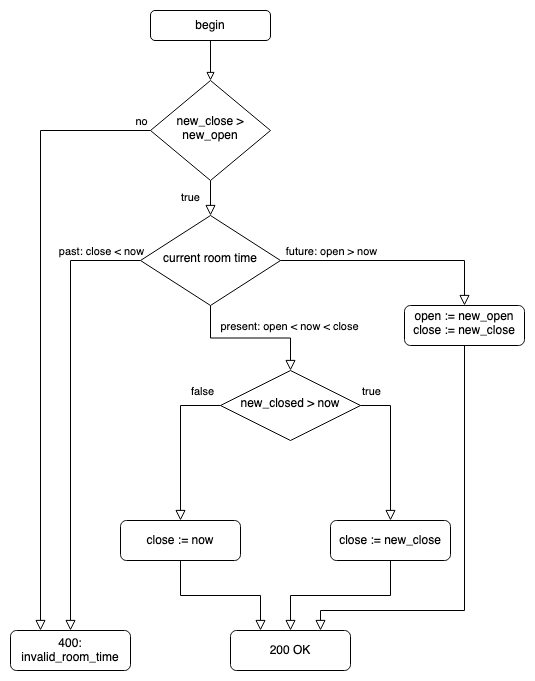 begin
no
new_close >
new_open
true
past: close < now
current room time
future: open > now
open := new_open
close := new_close
present: open < now < close
false
new_closed > now
true
close := now
close := new_close
400:
invalid_room_time
200 OK